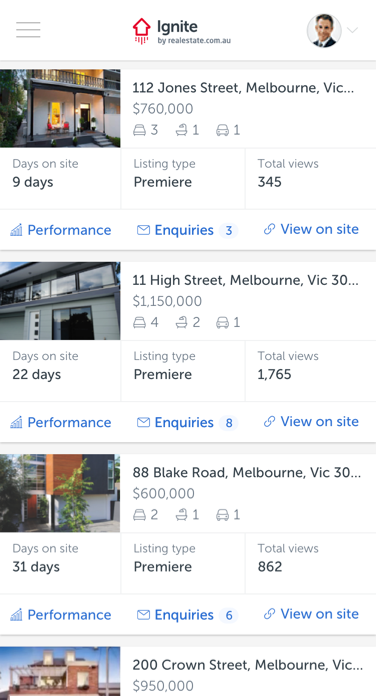 Ignite
by realestate.com.au
112 Jones Street, Melbourne, Vic...
$760,000
3 1 1
Days on site Listing type Total views
9 days Premiere 345
Performance Enquiries 3 View on site
11 High Street, Melbourne, Vic 30...
$1,150,000
4 2 1
Days on site Listing type Total views
22 days Premiere 1,765
Performance Enquiries 8 View on site
88 Blake Road, Melbourne, Vic 30...
$600,000
2 1 1
Days on site Listing type Total views
31 days Premiere 862
Performance Enquiries 6 View on site
200 Crown Street, Melbourne, Vic...
$950,000